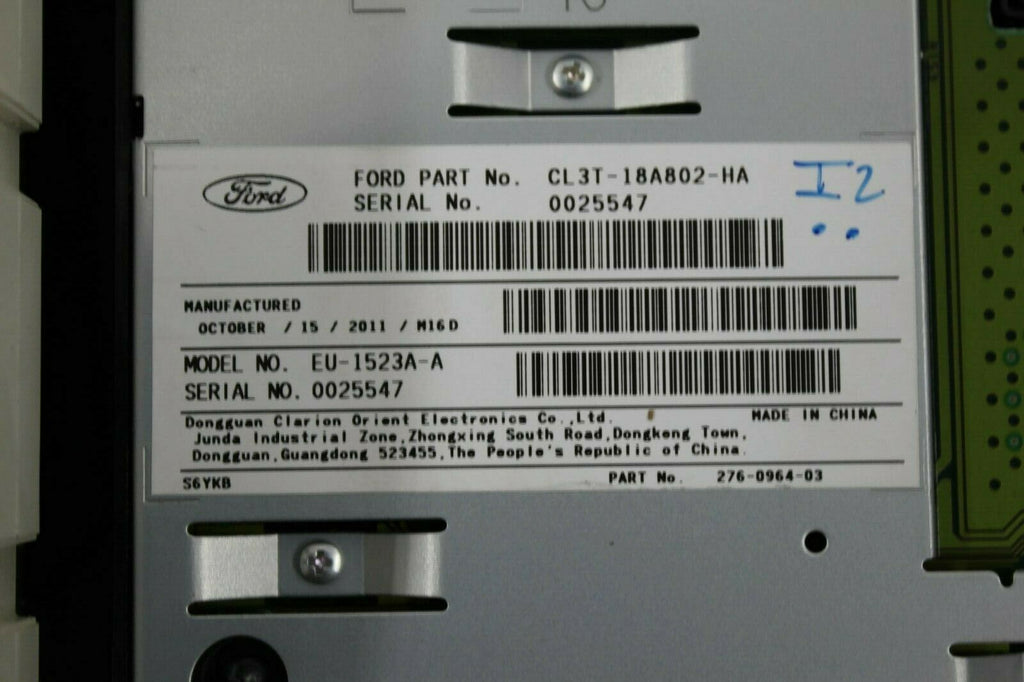 Ford
FORD PART No. CL3T-18A802-HA
SERIAL No. 0025547
I2
MANUFACTURED
OCTOBER / 15 / 2011 / M16D
MODEL NO. EU-1523A-A
SERIAL NO. 0025547
Dongguan Clarion Orient Electronics Co.,Ltd. MADE IN CHINA
Junda Industrial Zone,Zhongxing South Road,Dongkeng Town,
Dongguan,Guangdong 523455,The People's Republic of China.
S6YKB PART No. 276-0964-03